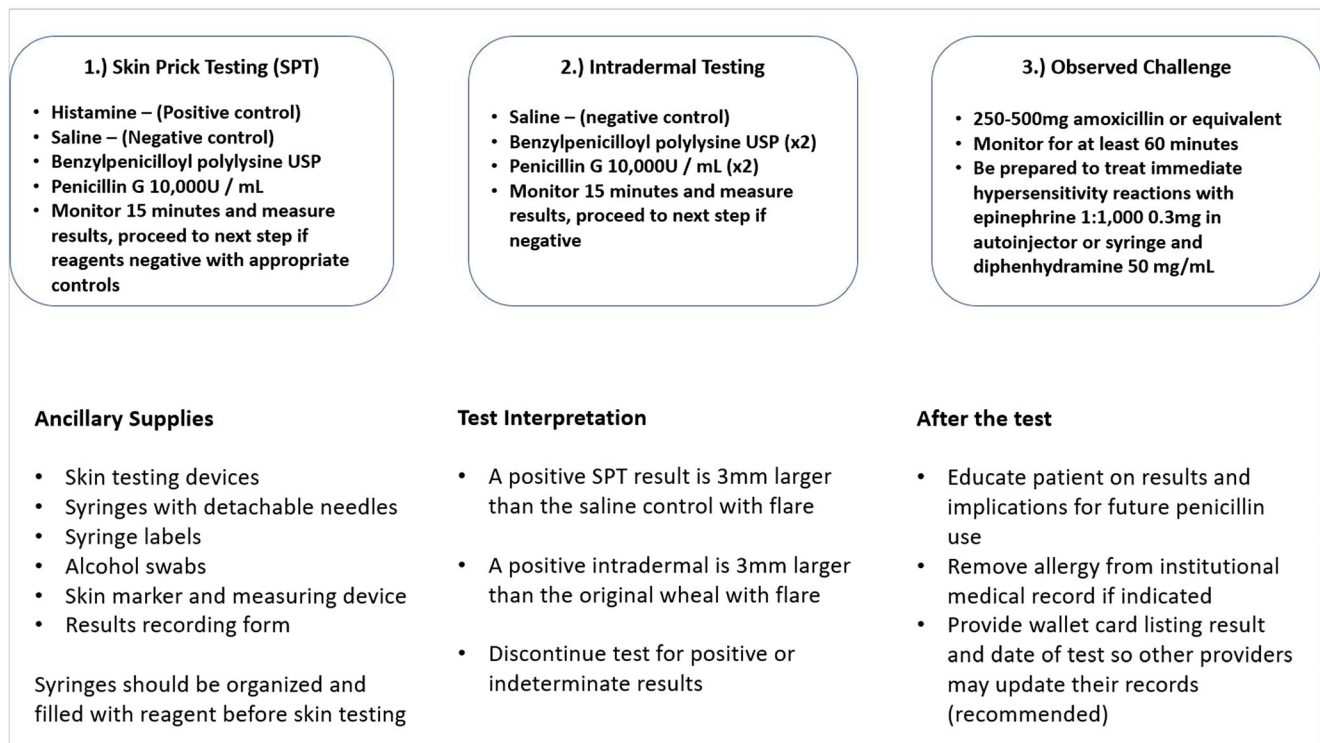 1.) Skin Prick Testing (SPT)
• Histamine – (Positive control)
• Saline – (Negative control)
• Benzylpenicilloyl polylysine USP
• Penicillin G 10,000U / mL
• Monitor 15 minutes and measure
results, proceed to next step if
reagents negative with appropriate
controls
2.) Intradermal Testing
• Saline – (negative control)
• Benzylpenicilloyl polylysine USP (x2)
• Penicillin G 10,000U / mL (x2)
• Monitor 15 minutes and measure
results, proceed to next step if
negative
3.) Observed Challenge
• 250-500mg amoxicillin or equivalent
• Monitor for at least 60 minutes
• Be prepared to treat immediate
hypersensitivity reactions with
epinephrine 1:1,000 0.3mg in
autoinjector or syringe and
diphenhydramine 50 mg/mL
Ancillary Supplies
• Skin testing devices
• Syringes with detachable needles
• Syringe labels
• Alcohol swabs
• Skin marker and measuring device
• Results recording form
Syringes should be organized and
filled with reagent before skin testing
Test Interpretation
• A positive SPT result is 3mm larger
than the saline control with flare
• A positive intradermal is 3mm larger
than the original wheal with flare
• Discontinue test for positive or
indeterminate results
After the test
• Educate patient on results and
implications for future penicillin
use
• Remove allergy from institutional
medical record if indicated
• Provide wallet card listing result
and date of test so other providers
may update their records
(recommended)